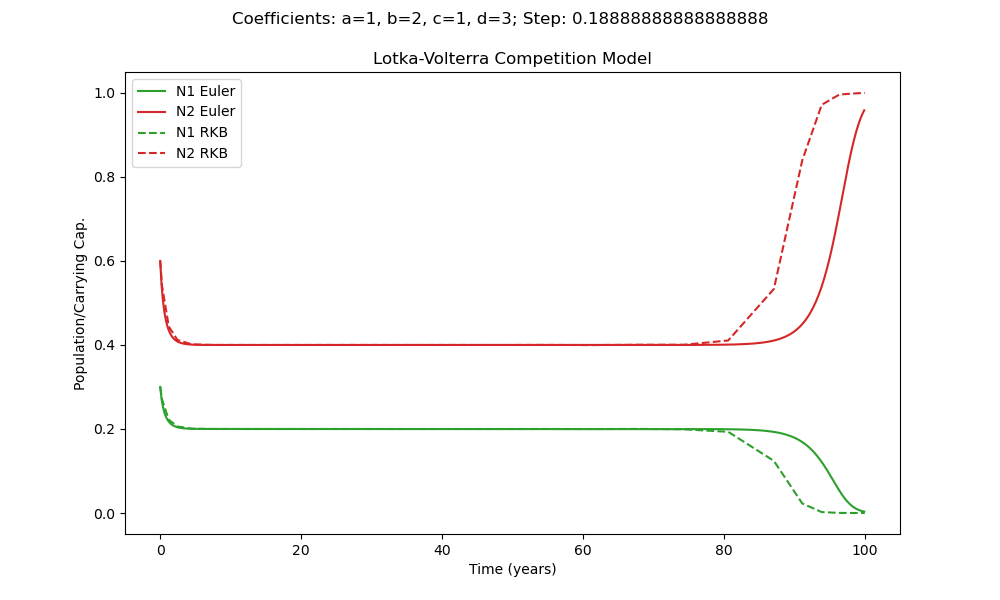 Coefficients: a=1, b=2, c=1, d=3; Step: 0.18888888888888888
Lotka-Volterra Competition Model
N1 Euler
N2 Euler
N1 RKB
N2 RKB
Population/Carrying Cap.
1.0
0.8
0.6
0.4
0.2
0.0
0 20 40 60 80 100
Time (years)